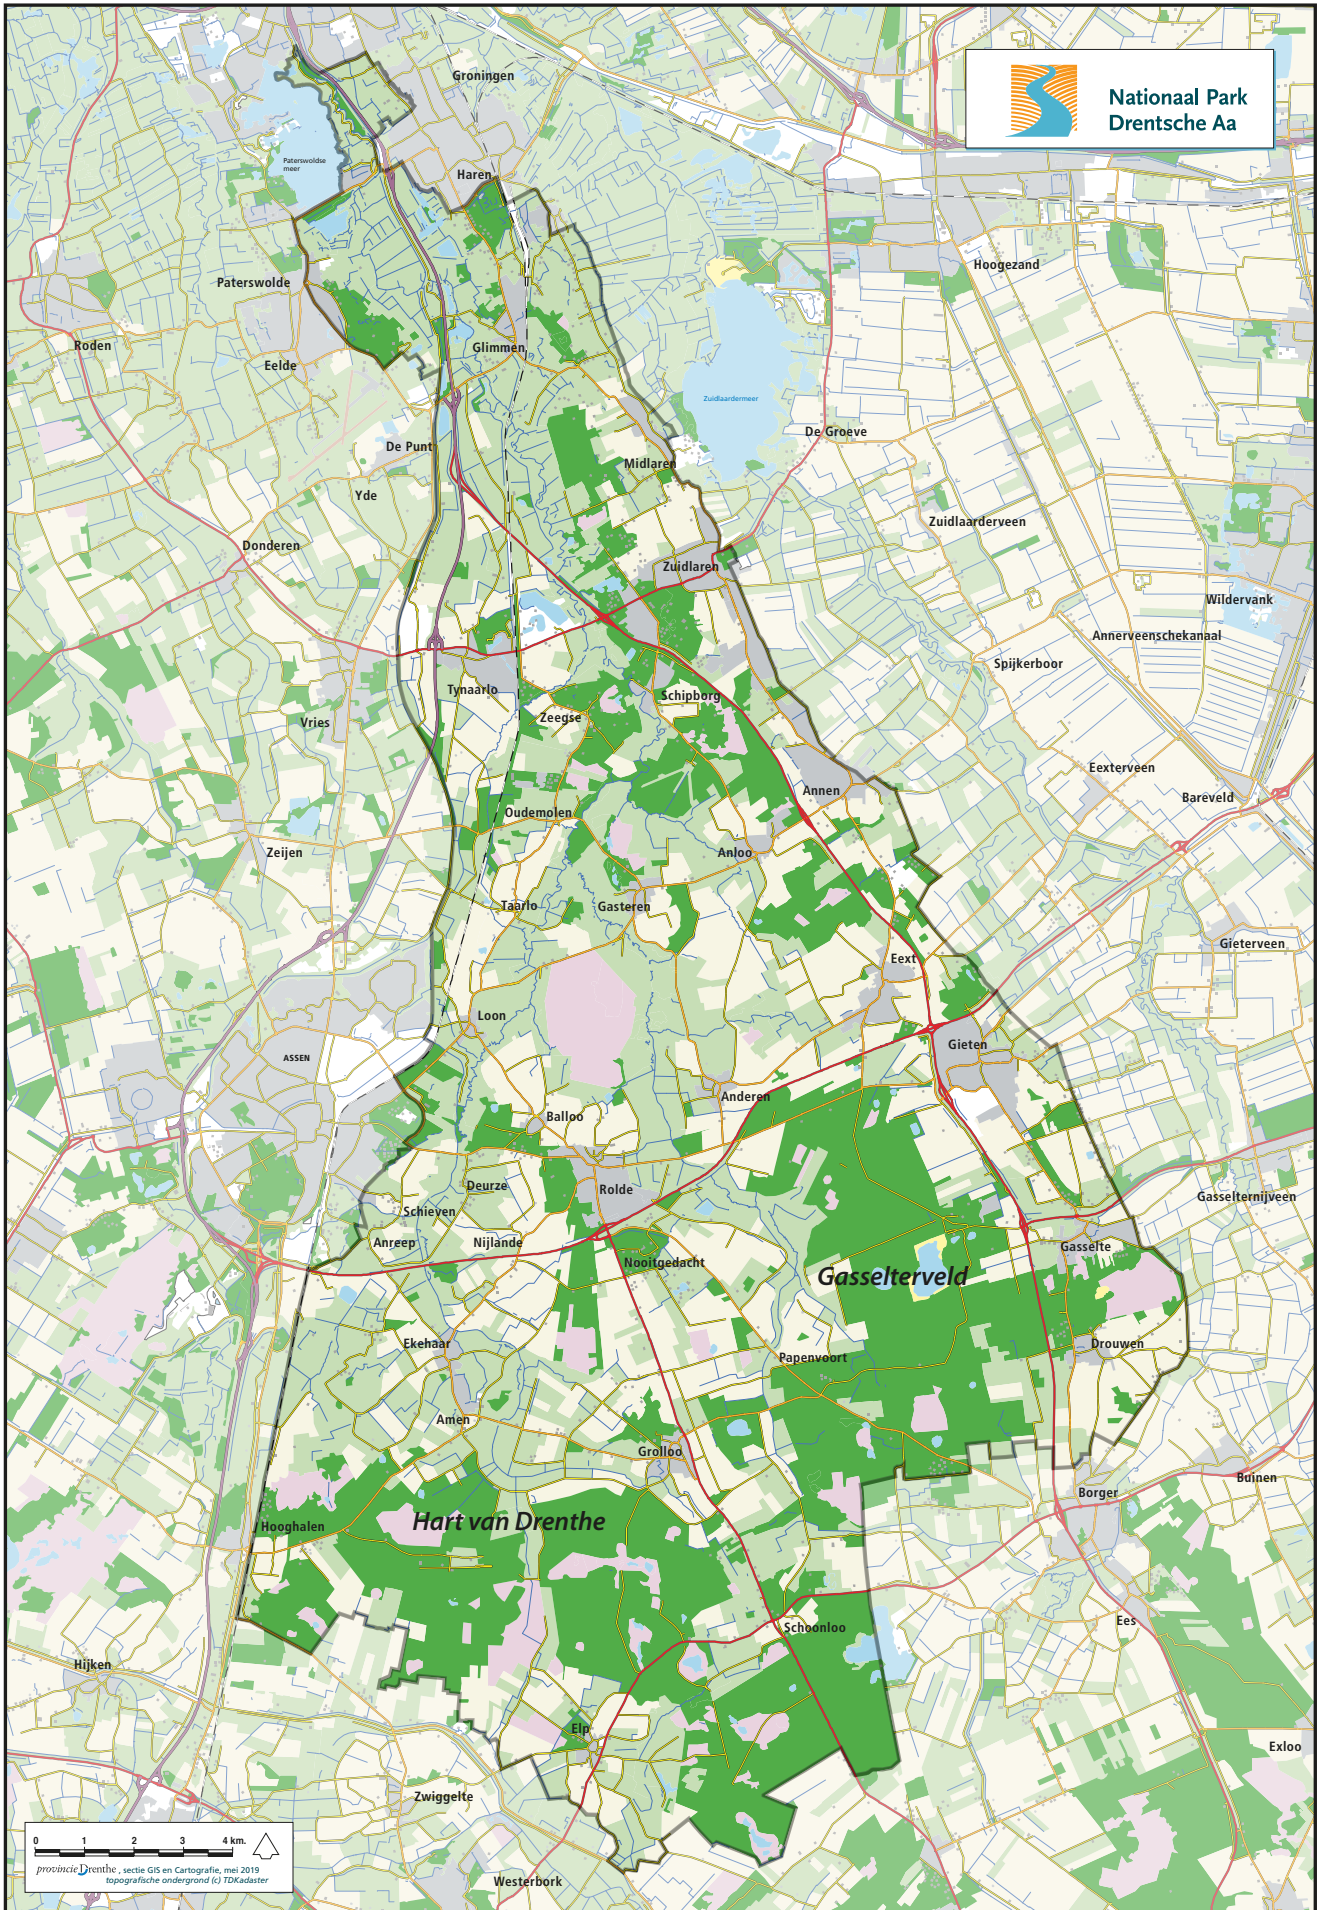 Nationaal Park
Drentsche Aa
Groningen
Paterswoldse
meer
Haren
Hoogezand
Paterswolde
Roden
Eelde
Glimmen
Zuidlaardermeer
De Punt
De Groeve
Midlaren
Yde
Zuidlaarderveen
Donderen
Zuidlaren
Wildervank
Annerveenschekanaal
Spijkerboor
Tynaarlo
Schipborg
Vries
Zeegse
Eexterveen
Annen
Bareveld
Oudemolen
Zeijen
Anloo
Taarlo
Gasteren
Gieterveen
Eext
Loon
Gieten
ASSEN
Anderen
Balloo
Deurze
Rolde
Gasselternijveen
Schieven
Anreep
Nijlande
Gasselte
Nooitgedacht
Gasselterveld
Ekehaar
Drouwen
Papenvoort
Amen
Grolloo
Buinen
Borger
Hooghalen
Hart van Drenthe
Ees
Schoonloo
Hijken
Elp
Exloo
Zwiggelte
Westerbork
0 1 2 3 4 km.
provincie Drenthe , sectie GIS en Cartografie, mei 2019
topografische ondergrond (c) TDKadaster